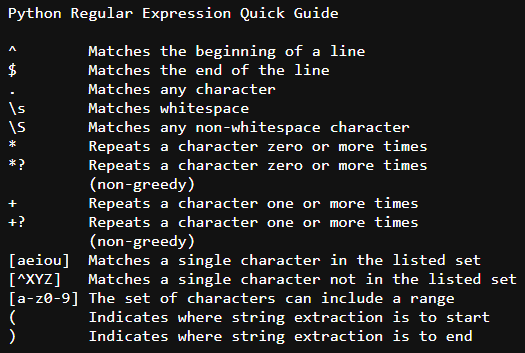 Python Regular Expression Quick Guide
^        Matches the beginning of a line
$        Matches the end of the line
.        Matches any character
\s       Matches whitespace
\S       Matches any non-whitespace character
*        Repeats a character zero or more times
*?       Repeats a character zero or more times
         (non-greedy)
+        Repeats a character one or more times
+?       Repeats a character one or more times
         (non-greedy)
[aeiou]  Matches a single character in the listed set
[^XYZ]   Matches a single character not in the listed set
[a-z0-9] The set of characters can include a range
(        Indicates where string extraction is to start
)        Indicates where string extraction is to end